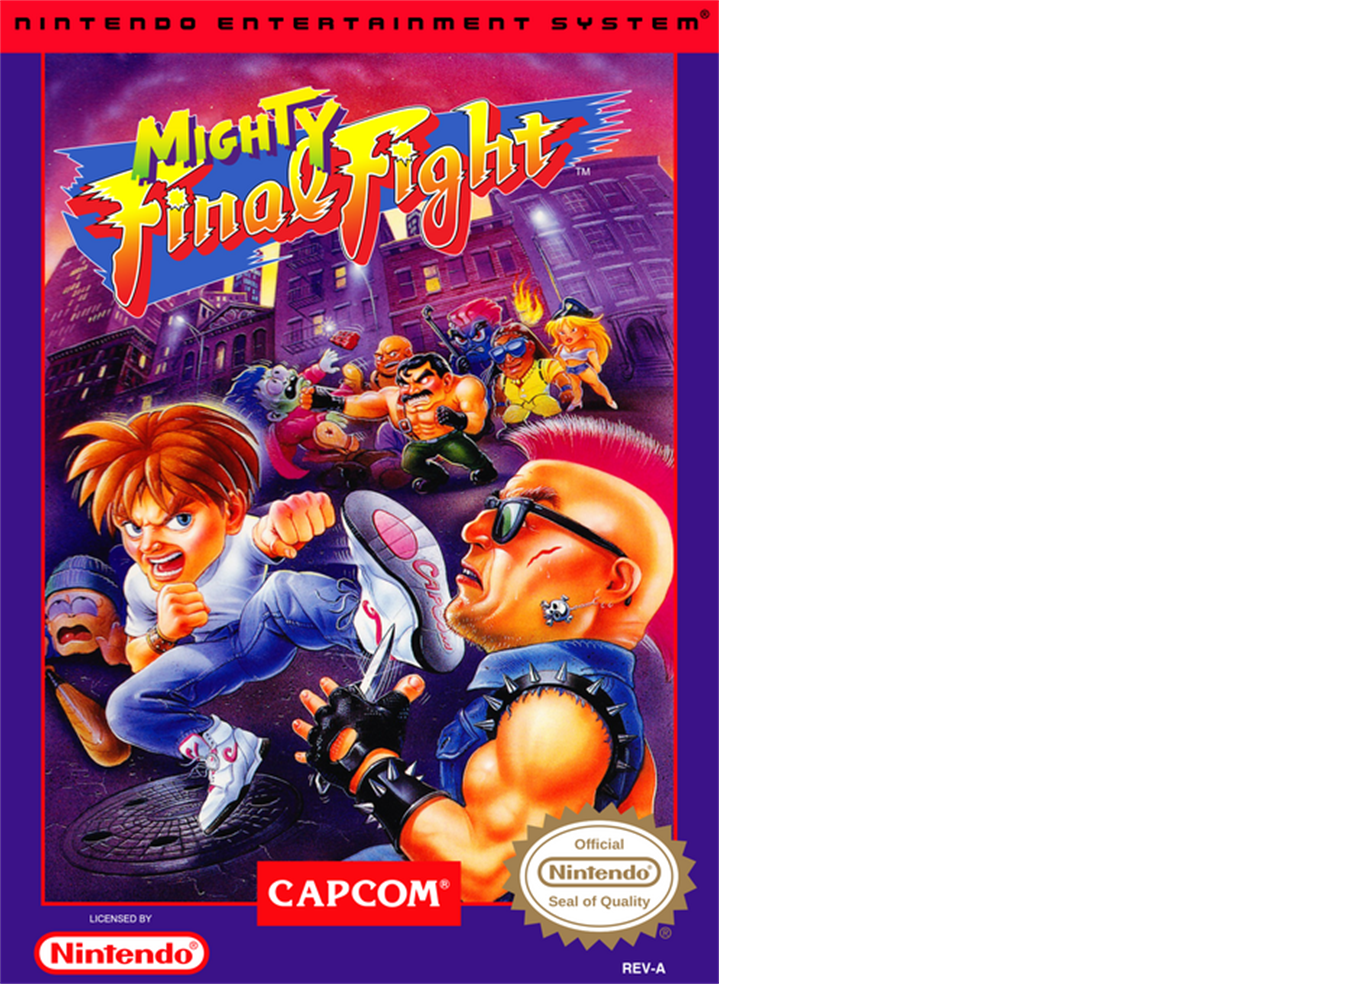 NINTENDO ENTERTAINMENT SYSTEM®
MIGHTY
Final Fight
TM
CAPCOM
CAPCOM®
Official
Nintendo®
Seal of Quality
®
LICENSED BY
Nintendo®
REV-A